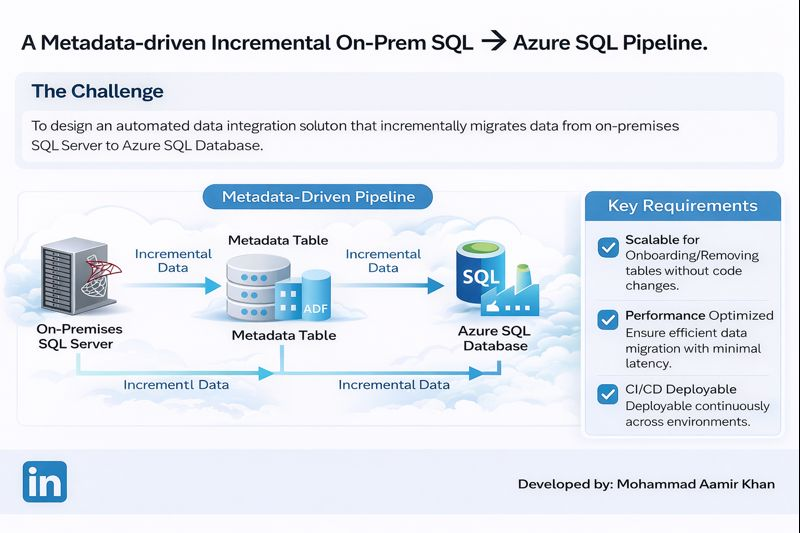 A Metadata-driven Incremental On-Prem SQL → Azure SQL Pipeline.
The Challenge
To design an automated data integration soluton that incrementally migrates data from on-premises
SQL Server to Azure SQL Database.
Metadata-Driven Pipeline
Incremental
Data
Metadata Table
Incremental
Data
ADF
SQL
On-Premises
SQL Server
Metadata Table
Azure SQL
Database
Incrementl Data
Incremental Data
Key Requirements
Scalable for
Onboarding/Removing
tables without code
changes.
Performance Optimized
Ensure efficient data
migration with minimal
latency.
CI/CD Deployable
Deployable continuously
across environments.
in
Developed by: Mohammad Aamir Khan